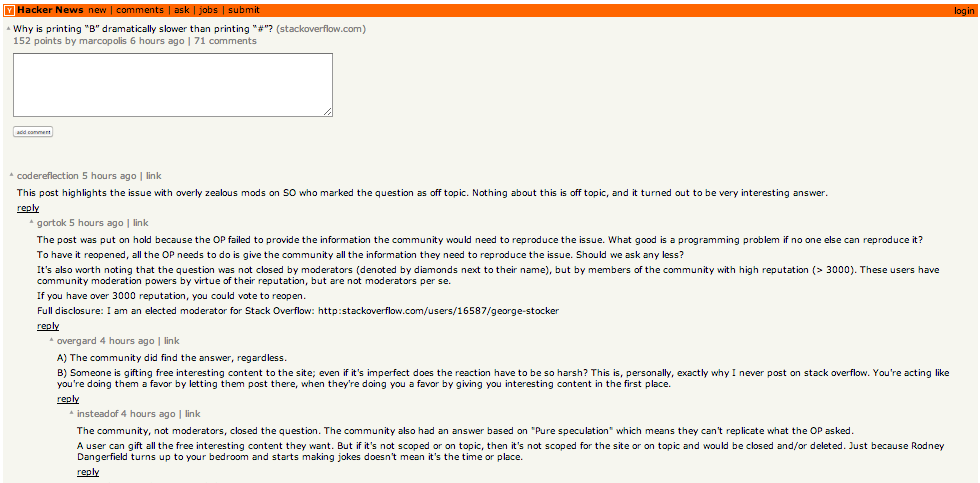 Y Hacker News new | comments | ask | jobs | submit login
Why is printing “B” dramatically slower than printing “#”? (stackoverflow.com)
152 points by marcopolis 6 hours ago | 71 comments
add comment
codereflection 5 hours ago | link
This post highlights the issue with overly zealous mods on SO who marked the question as off topic. Nothing about this is off topic, and it turned out to be very interesting answer.
reply
gortok 5 hours ago | link
The post was put on hold because the OP failed to provide the information the community would need to reproduce the issue. What good is a programming problem if no one else can reproduce it?
To have it reopened, all the OP needs to do is give the community all the information they need to reproduce the issue. Should we ask any less?
It's also worth noting that the question was not closed by moderators (denoted by diamonds next to their name), but by members of the community with high reputation (> 3000). These users have
community moderation powers by virtue of their reputation, but are not moderators per se.
If you have over 3000 reputation, you could vote to reopen.
Full disclosure: I am an elected moderator for Stack Overflow: http:stackoverflow.com/users/16587/george-stocker
reply
overgard 4 hours ago | link
A) The community did find the answer, regardless.
B) Someone is gifting free interesting content to the site; even if it's imperfect does the reaction have to be so harsh? This is, personally, exactly why I never post on stack overflow. You're acting like
you're doing them a favor by letting them post there, when they're doing you a favor by giving you interesting content in the first place.
reply
insteadof 4 hours ago | link
The community, not moderators, closed the question. The community also had an answer based on "Pure speculation" which means they can't replicate what the OP asked.
A user can gift all the free interesting content they want. But if it's not scoped or on topic, then it's not scoped for the site or on topic and would be closed and/or deleted. Just because Rodney
Dangerfield turns up to your bedroom and starts making jokes doesn't mean it's the time or place.
reply